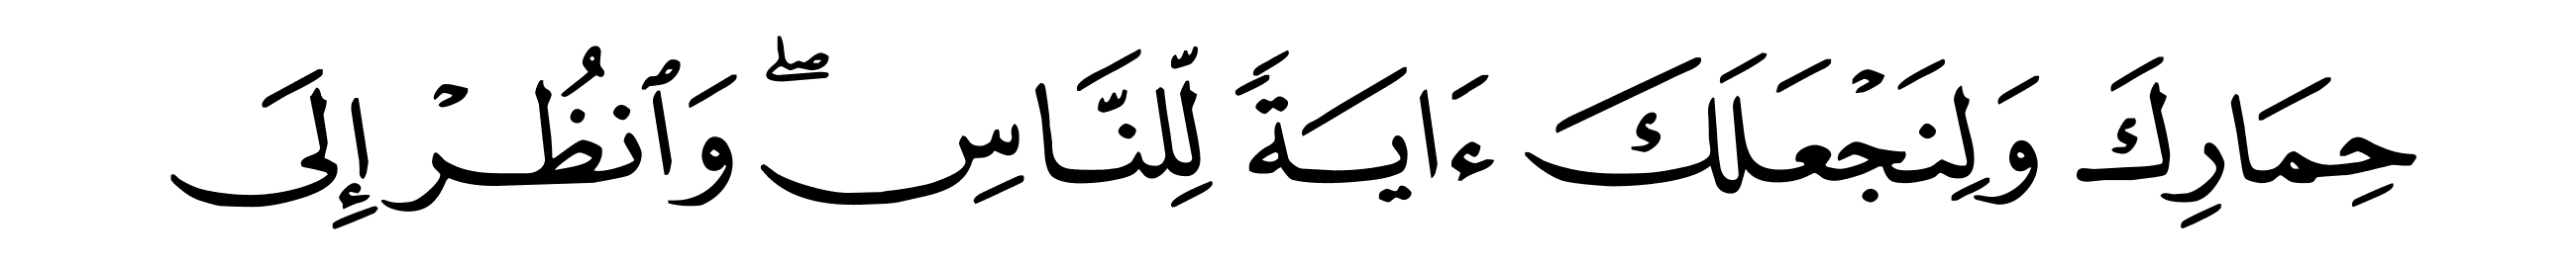 حِمَارِكَ وَلِنَجۡعَلَكَ ءَايَةٗ لِّلنَّاسِۖ وَٱنظُرۡ إِلَى